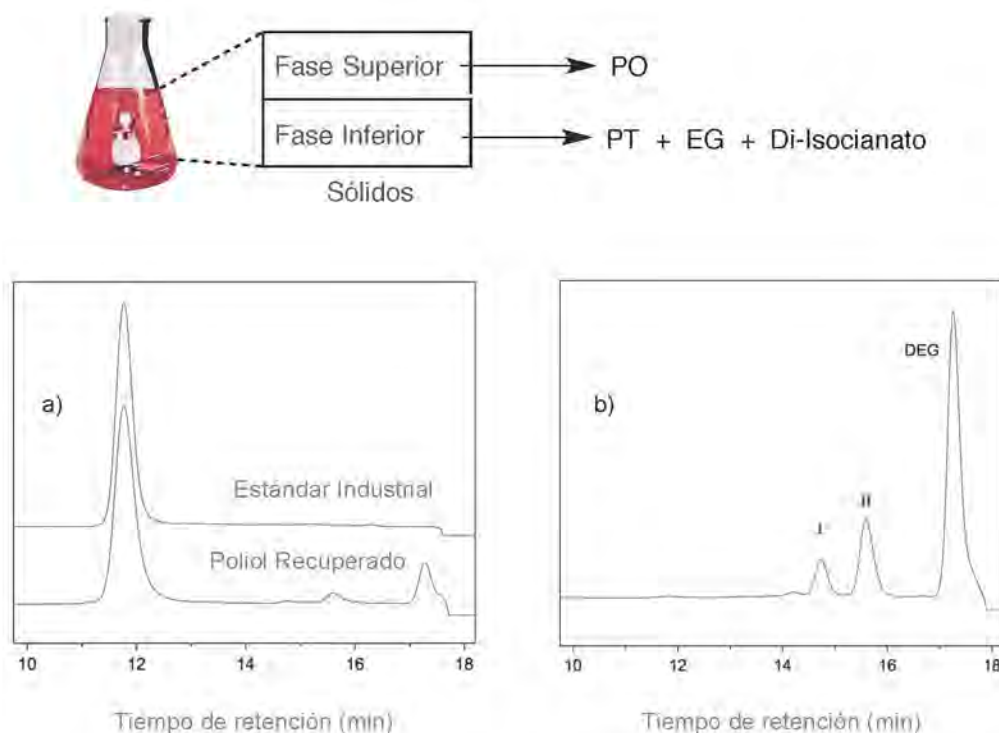 Fase Superior
PO
Fase Inferior
PT + EG + Di-Isocianato
Sólidos
a)
Estándar Industrial
Poliol Recuperado
10 12 14 16 18
Tiempo de retención (min)
b)
I
II
DEG
10 12 14 16 18
Tiempo de retención (min)